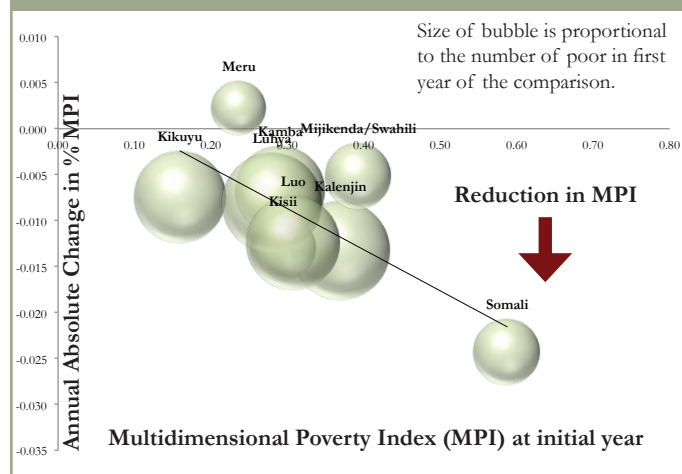 0.010
Size of bubble is proportional
to the number of poor in first
year of the comparison.
0.005
Meru
0.000
Kikuyu
Kamba
Luhya
Mijikenda/Swahili
0.00 0.10 0.20 0.30 0.40 0.50 0.60 0.70 0.80
-0.005
Luo
Kalenjin
Kisii
Reduction in MPI
-0.010
-0.015
-0.020
Somali
-0.025
-0.030
-0.035
Annual Absolute Change in % MPI
Multidimensional Poverty Index (MPI) at initial year